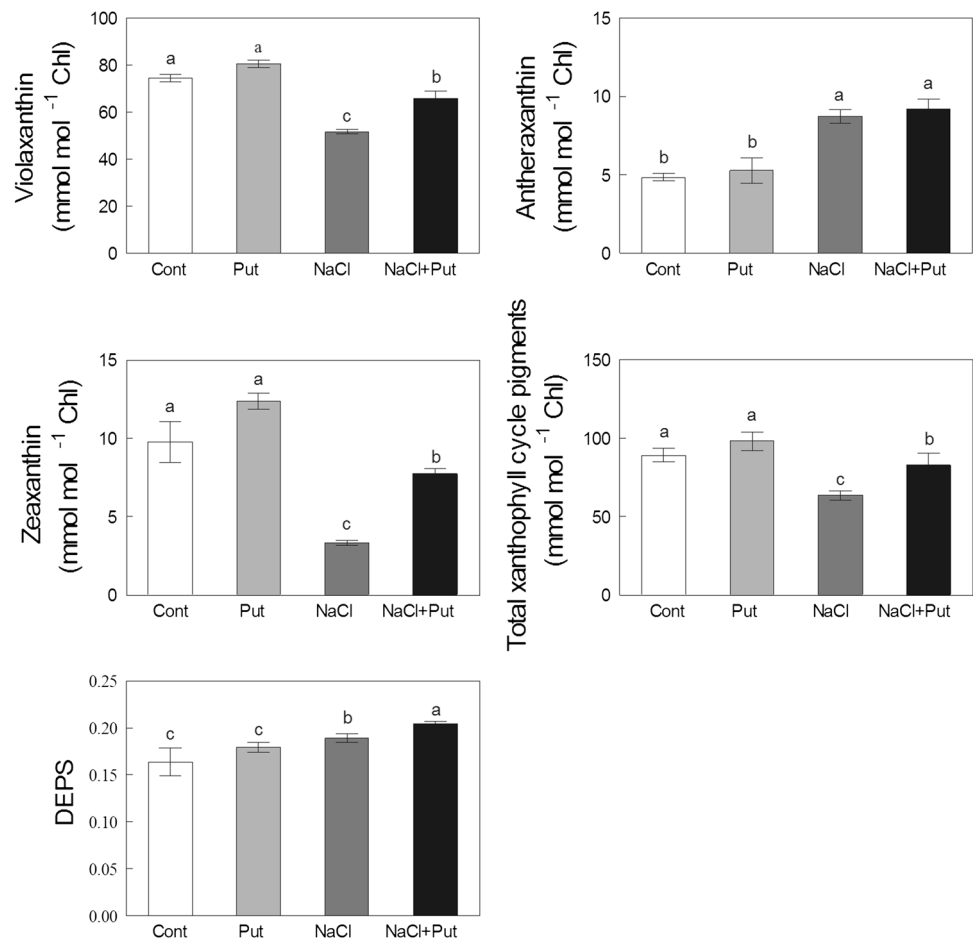 Violaxanthin
(mmol mol ⁻¹ Chl)
100
80
60
40
20
0
a
a
c
b
Cont Put NaCl NaCl+Put
Antheraxanthin
(mmol mol ⁻¹ Chl)
15
10
5
0
b
b
a
a
Cont Put NaCl NaCl+Put
Zeaxanthin
(mmol mol ⁻¹ Chl)
15
10
5
0
a
a
c
b
Cont Put NaCl NaCl+Put
Total xanthophyll cycle pigments
(mmol mol ⁻¹ Chl)
150
100
50
0
a
a
c
b
Cont Put NaCl NaCl+Put
DEPS
0.25
0.20
0.15
0.10
0.05
0.00
c
c
b
a
Cont Put NaCl NaCl+Put